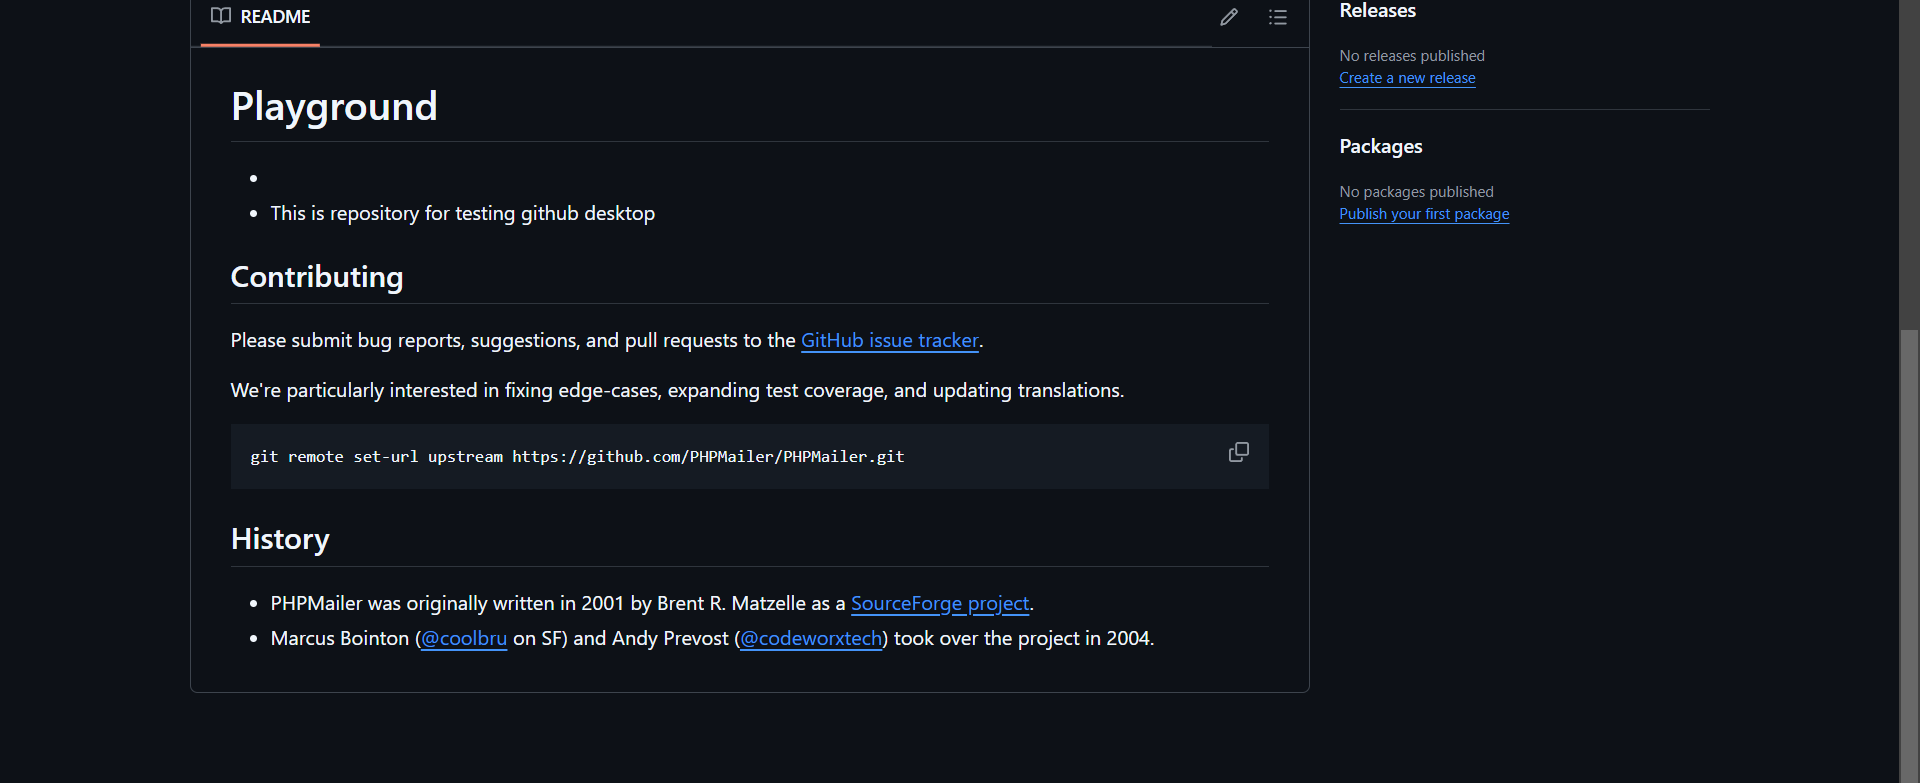 README
Playground
This is repository for testing github desktop
Contributing
Please submit bug reports, suggestions, and pull requests to the GitHub issue tracker.
We're particularly interested in fixing edge-cases, expanding test coverage, and updating translations.
git remote set-url upstream https://github.com/PHPMailer/PHPMailer.git
History
PHPMailer was originally written in 2001 by Brent R. Matzelle as a SourceForge project.
Marcus Bointon (@coolbru on SF) and Andy Prevost (@codeworxtech) took over the project in 2004.
Releases
No releases published
Create a new release
Packages
No packages published
Publish your first package